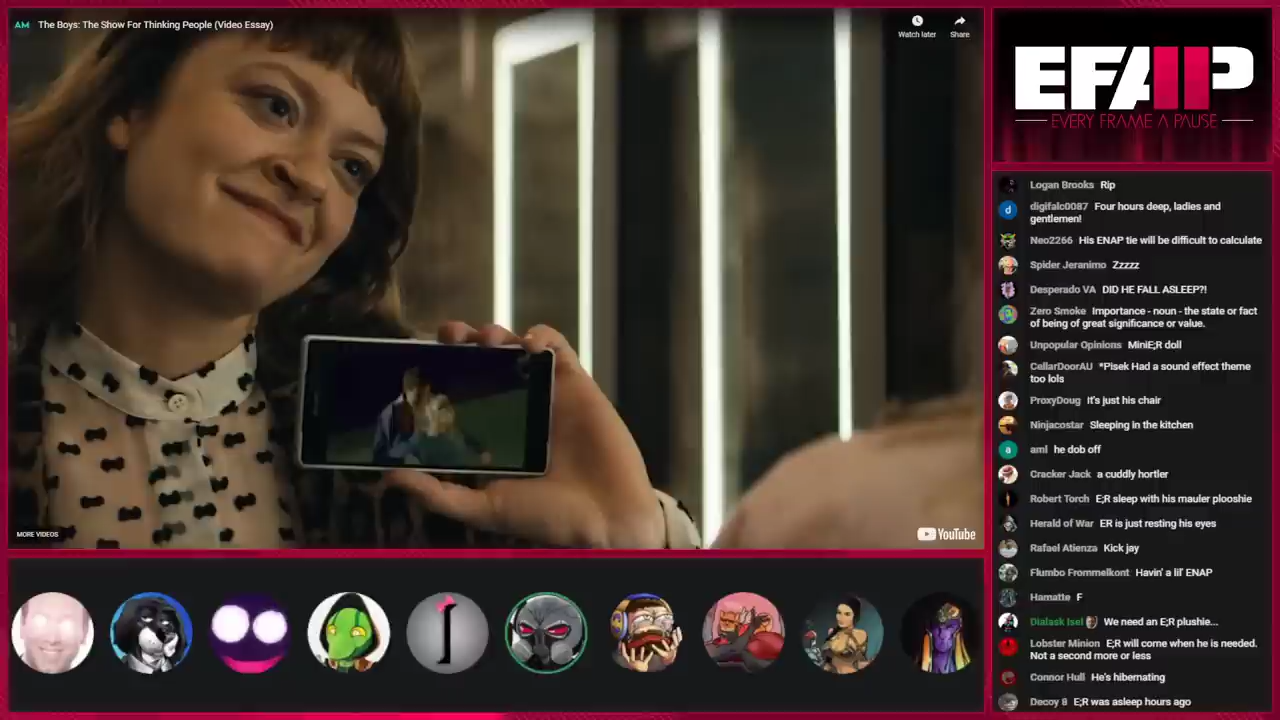 AM The Boys: The Show For Thinking People (Video Essay)
Watch later
Share
MORE VIDEOS
YouTube
EFAP
EVERY FRAME A PAUSE
Logan Brooks Rip
digifalc0087 Four hours deep, ladies and
gentlemen!
Neo2266 His ENAP tie will be difficult to calculate
Spider Jeranimo Zzzzz
Desperado VA DID HE FALL ASLEEP?!
Zero Smoke Importance - noun - the state or fact
of being of great significance or value.
Unpopular Opinions MiniE;R doll
CellarDoorAU *Pisek Had a sound effect theme
too lols
ProxyDoug It's just his chair
Ninjacostar Sleeping in the kitchen
aml he dob off
Cracker Jack a cuddly hortler
Robert Torch E;R sleep with his mauler plooshie
Herald of War ER is just resting his eyes
Rafael Atienza Kick jay
Flumbo Frommelkont Havin' a lil' ENAP
Hamatte F
Dialask Isel We need an E;R plushie...
Lobster Minion E;R will come when he is needed.
Not a second more or less
Connor Hull He's hibernating
Decoy 8 E;R was asleep hours ago